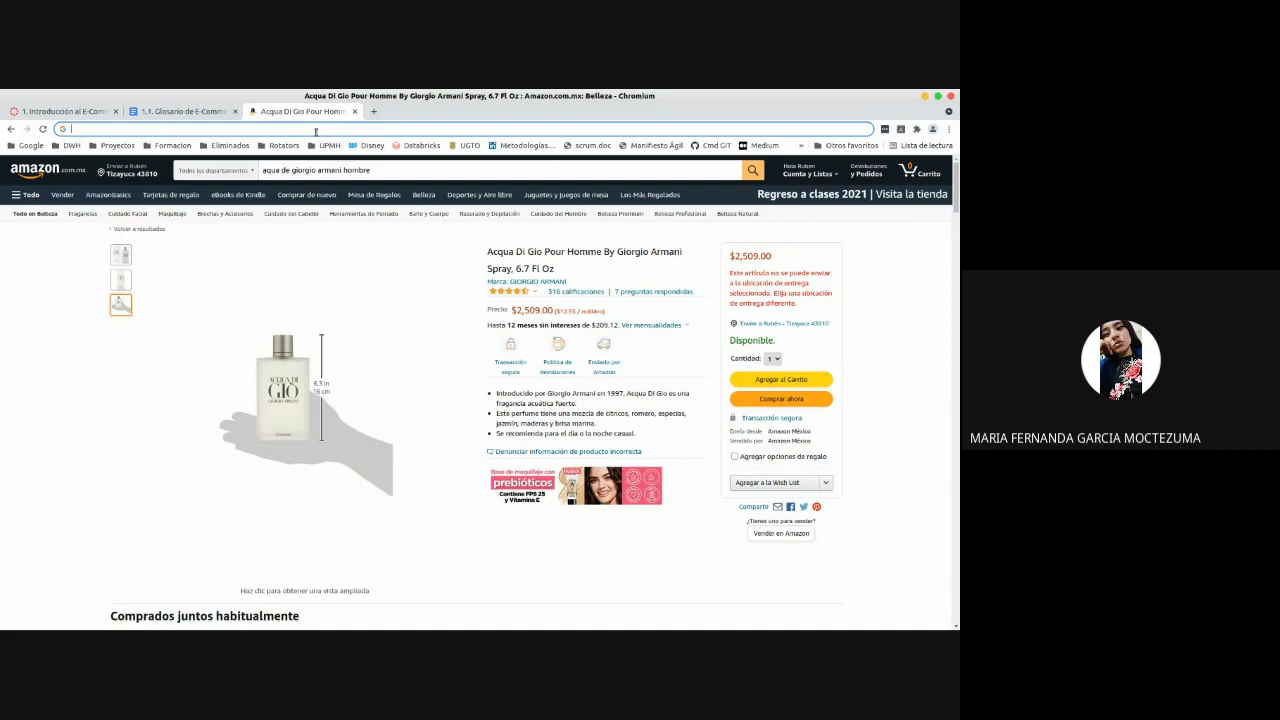 Acqua Di Gio Pour Homme By Giorgio Armani Spray, 6.7 Fl Oz : Amazon.com.mx: Belleza - Chromium
1. Introducción al E-Com
1.1. Glosario de E-Comme
Acqua Di Gio Pour Homm
Google DWH Proyectos Formacion Eliminados Rotators UPMH Disney Databricks UGTO Metodologías... scrum.doc Manifiesto Ágil Cmd GIT Medium » Otros favoritos Lista de lectura
amazon.com.mx
Enviar a Rubén
Tizayuca 43810
Todos los departamentos
aqua de giorgio armani hombre
Hola Ruben
Cuenta y Listas
Devoluciones
y Pedidos
0
Carrito
Todo Vender AmazonBasics Tarjetas de regalo eBooks de Kindle Comprar de nuevo Mesa de Regalos Belleza Deportes y Aire libre Juguetes y juegos de mesa Los Más Regalados Regreso a clases 2021 | Visita la tienda
Todo en Belleza Fragancias Cuidado Facial Maquillaje Brochas y Accesorios Cuidado del Cabello Herramientas de Peinado Baño y Cuerpo Rasurado y Depilación Cuidado del Hombre Belleza Premium Belleza Profesional Belleza Natural
‹ Volver a resultados
ACQUA DI
GIO
GIORGIO ARMANI
6.3 in
16 cm
Haz clic para obtener una vista ampliada
Acqua Di Gio Pour Homme By Giorgio Armani
Spray, 6.7 Fl Oz
Marca: GIORGIO ARMANI
316 calificaciones | 7 preguntas respondidas
Precio: $2,509.00 ($12.55 / mililitro)
Hasta 12 meses sin intereses de $209.12. Ver mensualidades
Transacción
segura
Política de
devoluciones
Enviado por
Amazon
• Introducido por Giorgio Armani en 1997, Acqua Di Gio es una
fragancia acuática fuerte.
• Este perfume tiene una mezcla de cítricos, romero, especias,
jazmín, maderas y brisa marina.
• Se recomienda para el día o la noche casual.
Denunciar información de producto incorrecta
Base de maquillaje con
NUEVA
prebióticos
Contiene FPS 25
y Vitamina E
$2,509.00
Este artículo no se puede enviar
a la ubicación de entrega
seleccionada. Elija una ubicación
de entrega diferente.
Enviar a Rubén - Tizayuca 43810
Disponible.
Cantidad: 1
Agregar al Carrito
Comprar ahora
Transacción segura
Envío desde Amazon México
Vendido por Amazon México
Agregar opciones de regalo
Agregar a la Wish List
Compartir
¿Tienes uno para vender?
Vender en Amazon
Comprados juntos habitualmente
MARIA FERNANDA GARCIA MOCTEZUMA